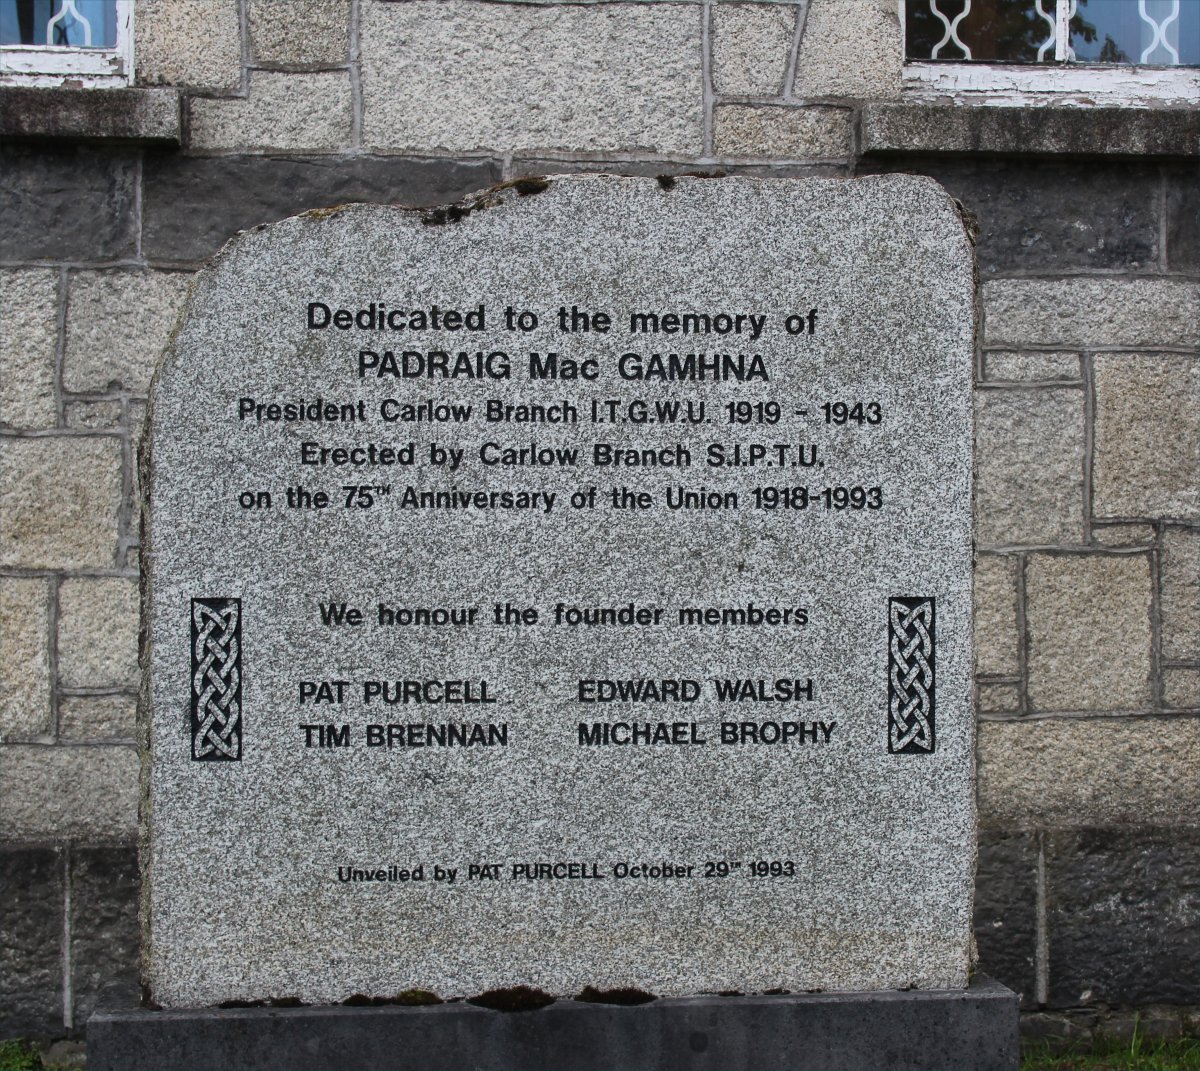 Dedicated to the memory of
PADRAIG Mac GAMHNA
President Carlow Branch I.T.G.W.U. 1919 - 1943
Erected by Carlow Branch S.I.P.T.U.
on the 75TH Anniversary of the Union 1918-1993
We honour the founder members
PAT PURCELL EDWARD WALSH
TIM BRENNAN MICHAEL BROPHY
Unveiled by PAT PURCELL October 29TH 1993